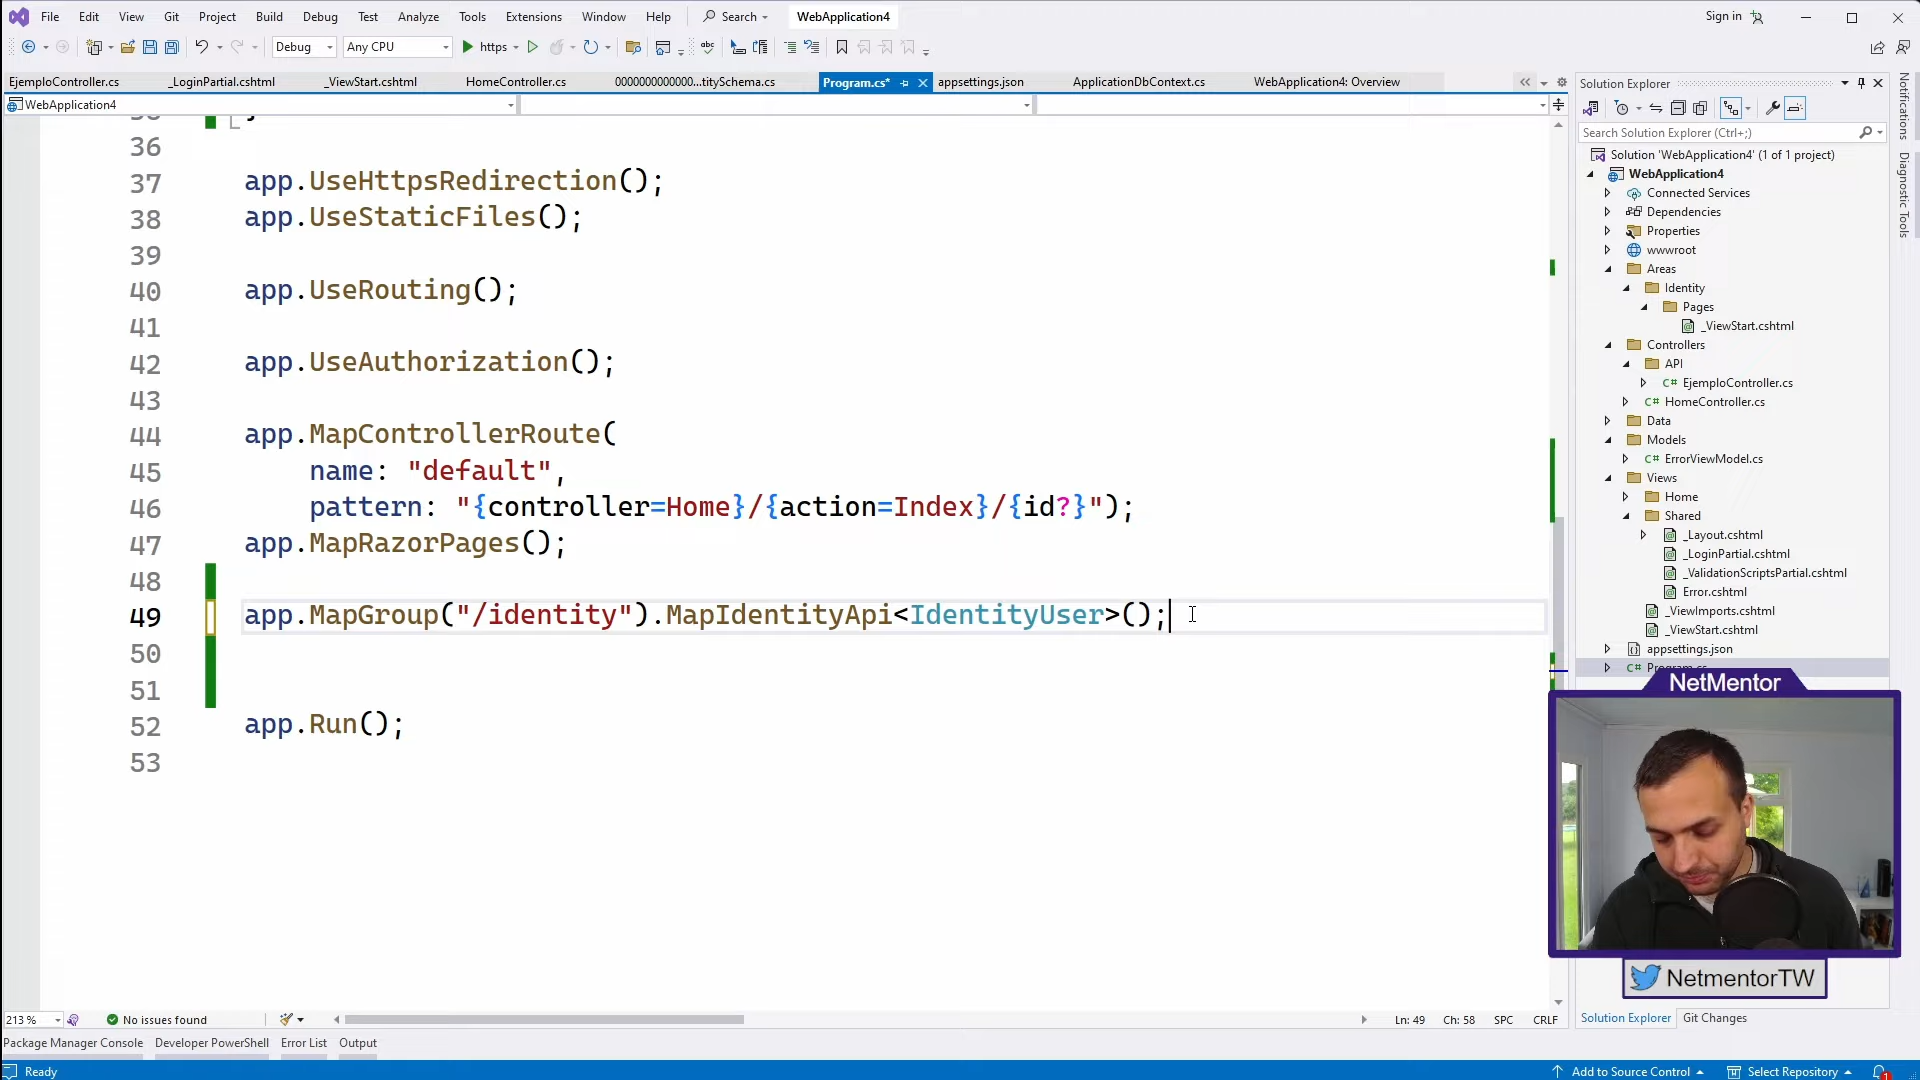 File Edit View Git Project Build Debug Test Analyze Tools Extensions Window Help Search WebApplication4 Sign in
Debug Any CPU https
EjemploController.cs _LoginPartial.cshtml _ViewStart.cshtml HomeController.cs 0000000000000...titySchema.cs Program.cs* appsettings.json ApplicationDbContext.cs WebApplication4: Overview
WebApplication4
36
37 app.UseHttpsRedirection();
38 app.UseStaticFiles();
39
40 app.UseRouting();
41
42 app.UseAuthorization();
43
44 app.MapControllerRoute(
45 name: "default",
46 pattern: "{controller=Home}/{action=Index}/{id?}");
47 app.MapRazorPages();
48
49 app.MapGroup("/identity").MapIdentityApi<IdentityUser>();
50
51
52 app.Run();
53
213 % No issues found Ln: 49 Ch: 58 SPC CRLF
Package Manager Console Developer PowerShell Error List Output
Ready Add to Source Control Select Repository 1
Solution Explorer
Search Solution Explorer (Ctrl+;)
Solution 'WebApplication4' (1 of 1 project)
WebApplication4
Connected Services
Dependencies
Properties
wwwroot
Areas
Identity
Pages
_ViewStart.cshtml
Controllers
API
C# EjemploController.cs
C# HomeController.cs
Data
Models
C# ErrorViewModel.cs
Views
Home
Shared
_Layout.cshtml
_LoginPartial.cshtml
_ValidationScriptsPartial.cshtml
Error.cshtml
_ViewImports.cshtml
_ViewStart.cshtml
appsettings.json
C# Program.cs
NetMentor
NetmentorTW
Solution Explorer Git Changes
Notifications
Diagnostic Tools